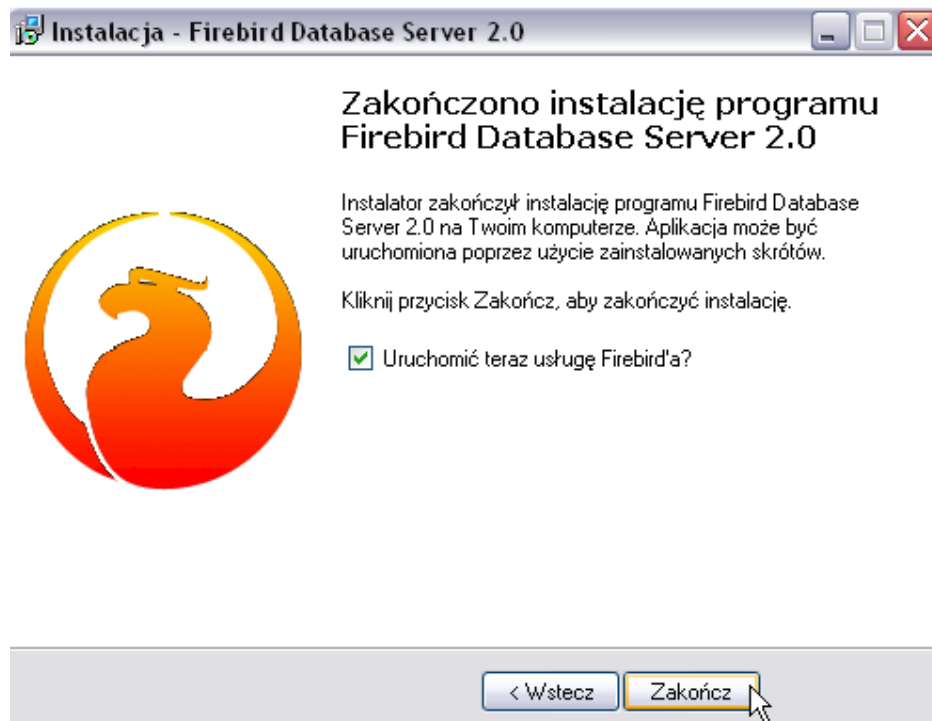 Instalacja - Firebird Database Server 2.0
Zakończono instalację programu
Firebird Database Server 2.0
Instalator zakończył instalację programu Firebird Database
Server 2.0 na Twoim komputerze. Aplikacja może być
uruchomiona poprzez użycie zainstalowanych skrótów.
Kliknij przycisk Zakończ, aby zakończyć instalację.
Uruchomić teraz usługę Firebird'a?
< Wstecz
Zakończ